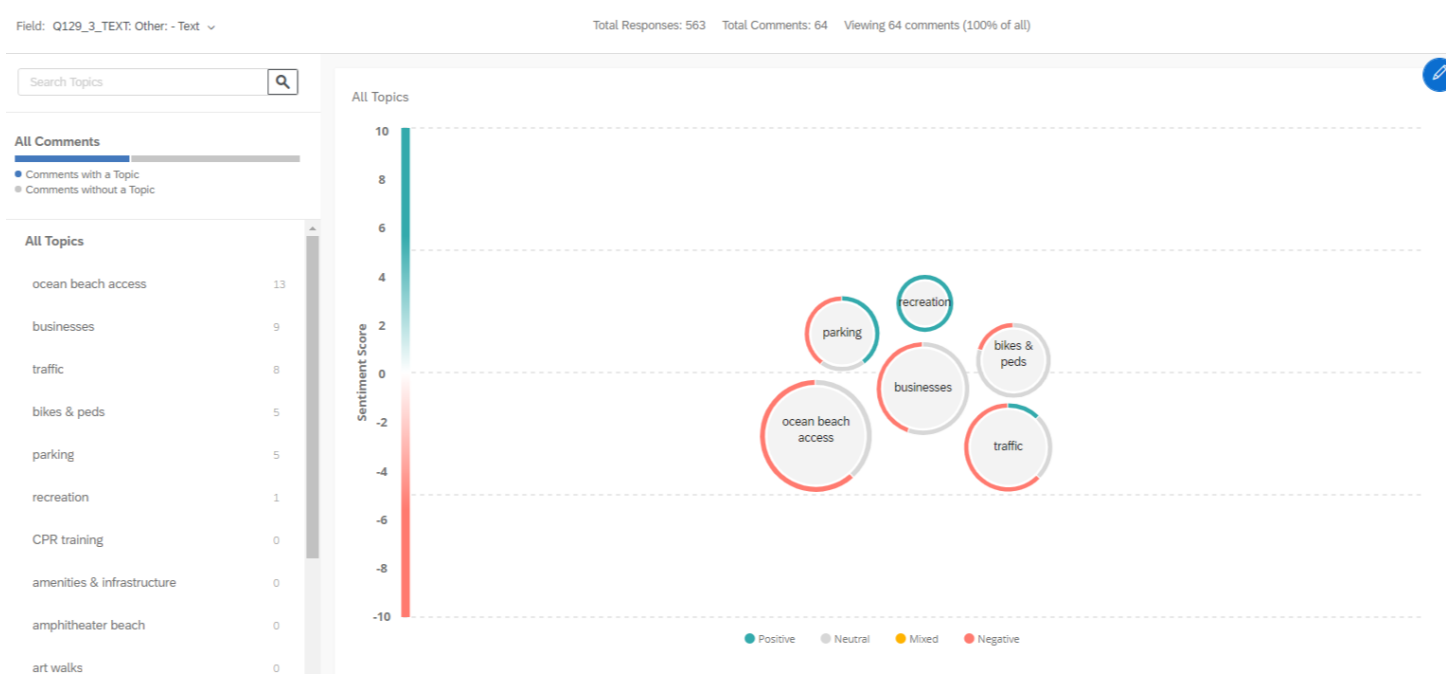 Field: Q129_3_TEXT: Other: - Text
Total Responses: 563 Total Comments: 64 Viewing 64 comments (100% of all)
Search Topics
All Comments
Comments with a Topic
Comments without a Topic
All Topics
ocean beach access 13
businesses 9
traffic 8
bikes & peds 5
parking 5
recreation 1
CPR training 0
amenities & infrastructure 0
amphitheater beach 0
art walks 0
All Topics
10
8
6
4
2
0
-2
-4
-6
-8
-10
Sentiment Score
recreation
parking
bikes &
peds
businesses
ocean beach
access
traffic
Positive Neutral Mixed Negative